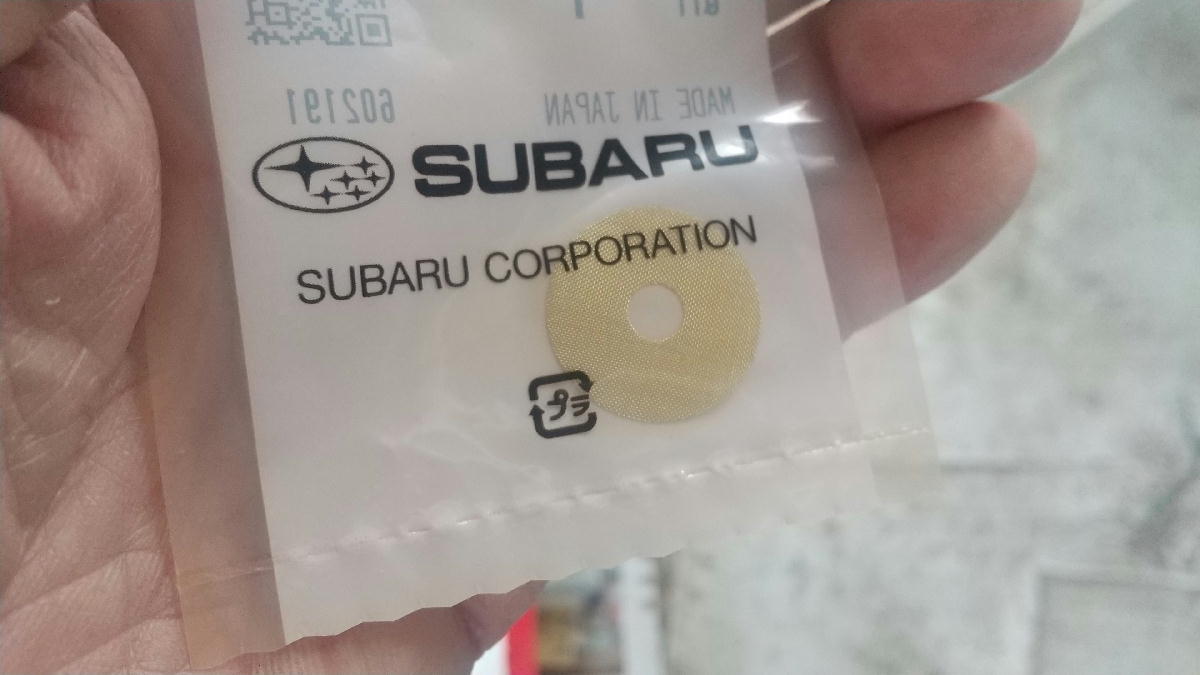 602191 MADE IN JAPAN
SUBARU
SUBARU CORPORATION
プラ